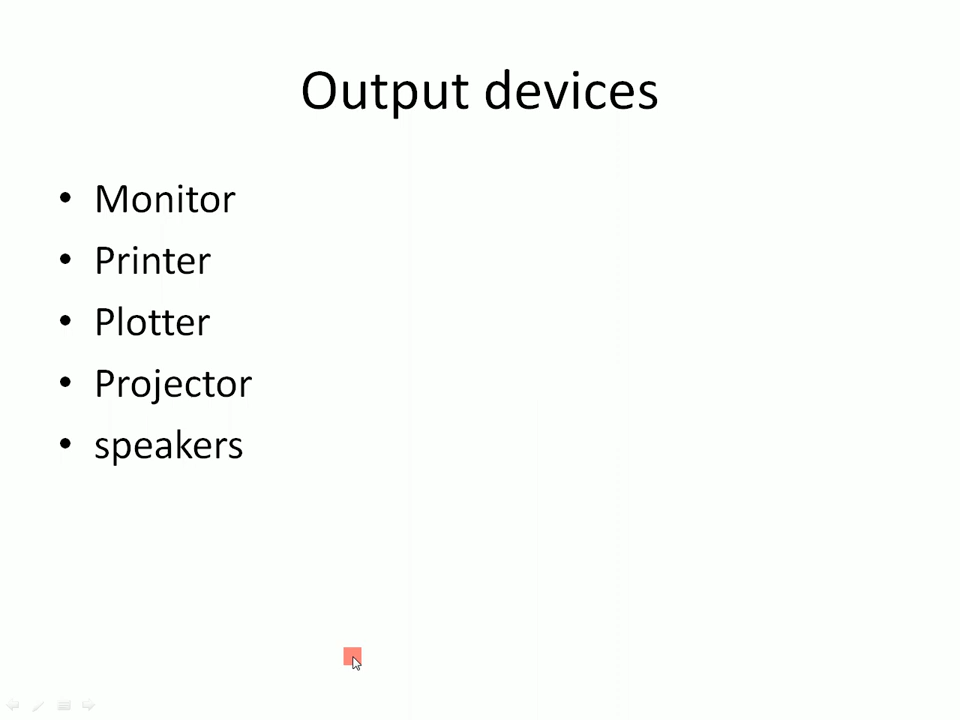 Output devices
• Monitor
• Printer
• Plotter
• Projector
• speakers